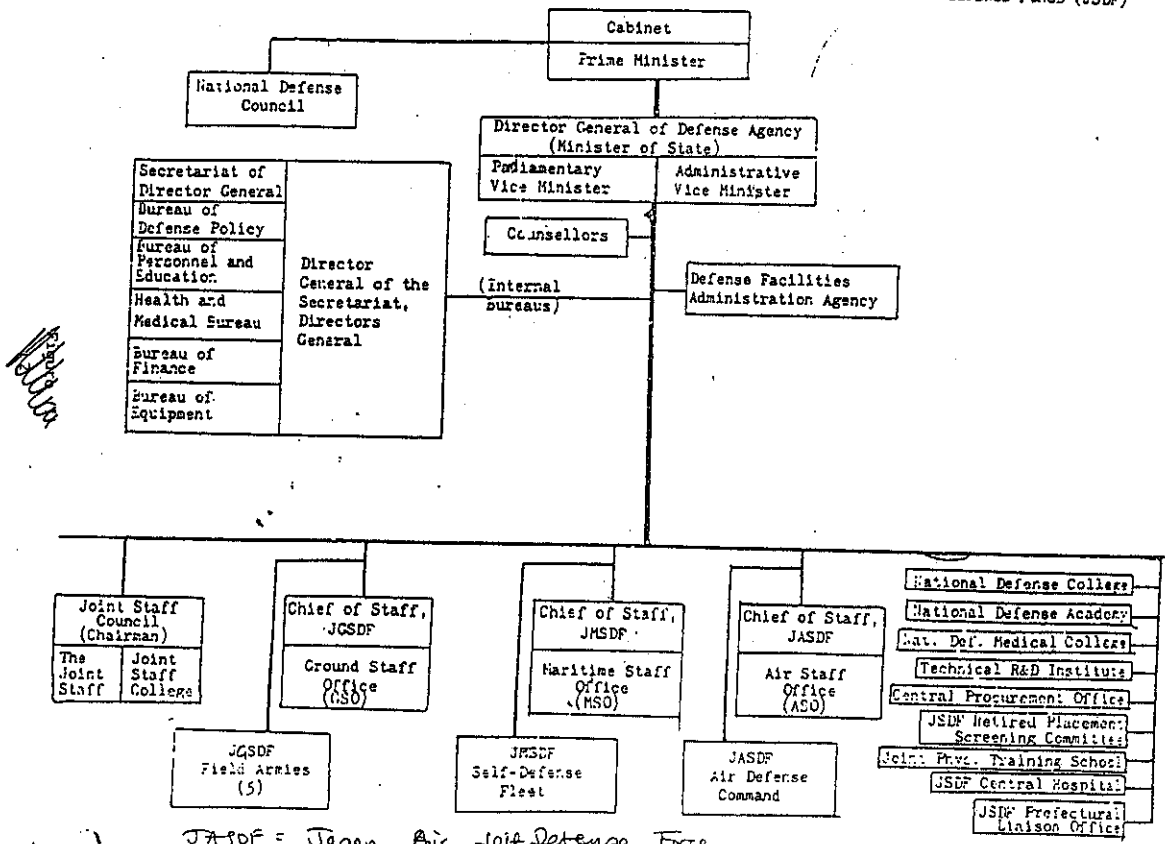 (JSDF)
Cabinet
Prime Minister
National Defense
Council
Director General of Defense Agency
(Minister of State)
Parliamentary
Vice Minister
Administrative
Vice Minister
Counsellors
Secretariat of
Director General
Bureau of
Defense Policy
Bureau of
Personnel and
Education
Health and
Medical Bureau
Bureau of
Finance
Bureau of
Equipment
Director
General of the
Secretariat,
Directors
General
(Internal
Bureaus)
Defense Facilities
Administration Agency
Joint Staff
Council
(Chairman)
The
Joint
Staff
Joint
Staff
College
Chief of Staff,
JGSDF
Ground Staff
Office
(GSO)
Chief of Staff,
JMSDF
Maritime Staff
Office
(MSO)
Chief of Staff,
JASDF
Air Staff
Office
(ASO)
JGSDF
Field Armies
(5)
JMSDF
Self-Defense
Fleet
JASDF
Air Defense
Command
National Defense College
National Defense Academy
Nat. Def. Medical College
Technical R&D Institute
Central Procurement Office
JSDF Retired Placement
Screening Committee
Joint Phys. Training School
JSDF Central Hospital
JSDF Prefectural
Liaison Office
JASDF = Japan Air Self Defense